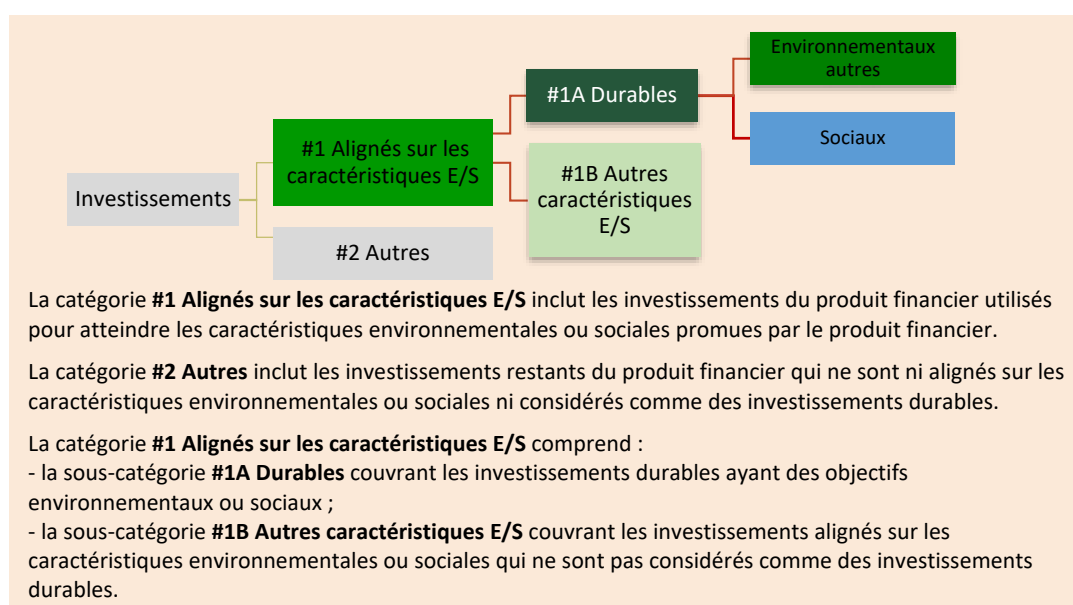 Environnementaux
autres
#1A Durables
Sociaux
#1 Alignés sur les
caractéristiques E/S
#1B Autres
caractéristiques
E/S
Investissements
#2 Autres
La catégorie #1 Alignés sur les caractéristiques E/S inclut les investissements du produit financier utilisés
pour atteindre les caractéristiques environnementales ou sociales promues par le produit financier.
La catégorie #2 Autres inclut les investissements restants du produit financier qui ne sont ni alignés sur les
caractéristiques environnementales ou sociales ni considérés comme des investissements durables.
La catégorie #1 Alignés sur les caractéristiques E/S comprend :
- la sous-catégorie #1A Durables couvrant les investissements durables ayant des objectifs
environnementaux ou sociaux ;
- la sous-catégorie #1B Autres caractéristiques E/S couvrant les investissements alignés sur les
caractéristiques environnementales ou sociales qui ne sont pas considérés comme des investissements
durables.